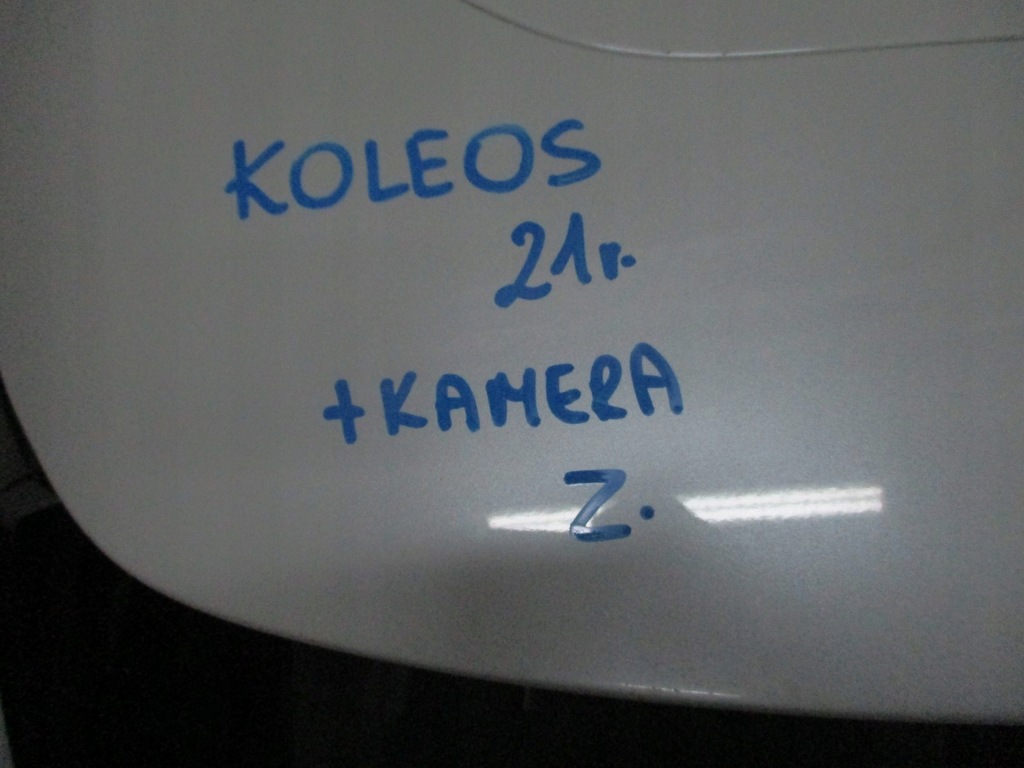 KOLEOS
21r.
+KAMERA
Z.